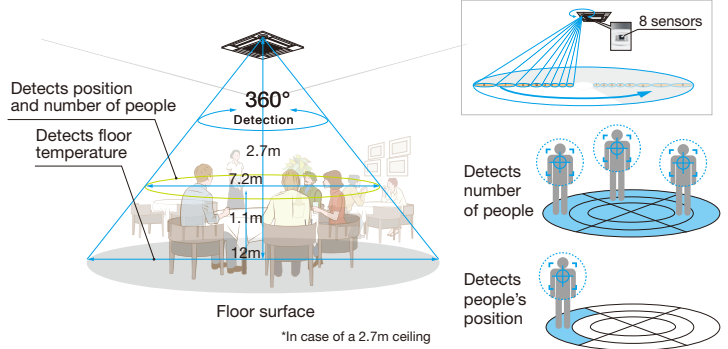 8 sensors
Detects position
and number of people
360°
Detection
Detects floor
temperature
2.7m
7.2m
1.1m
12m
Floor surface
*In case of a 2.7m ceiling
Detects
number
of people
Detects
people's
position